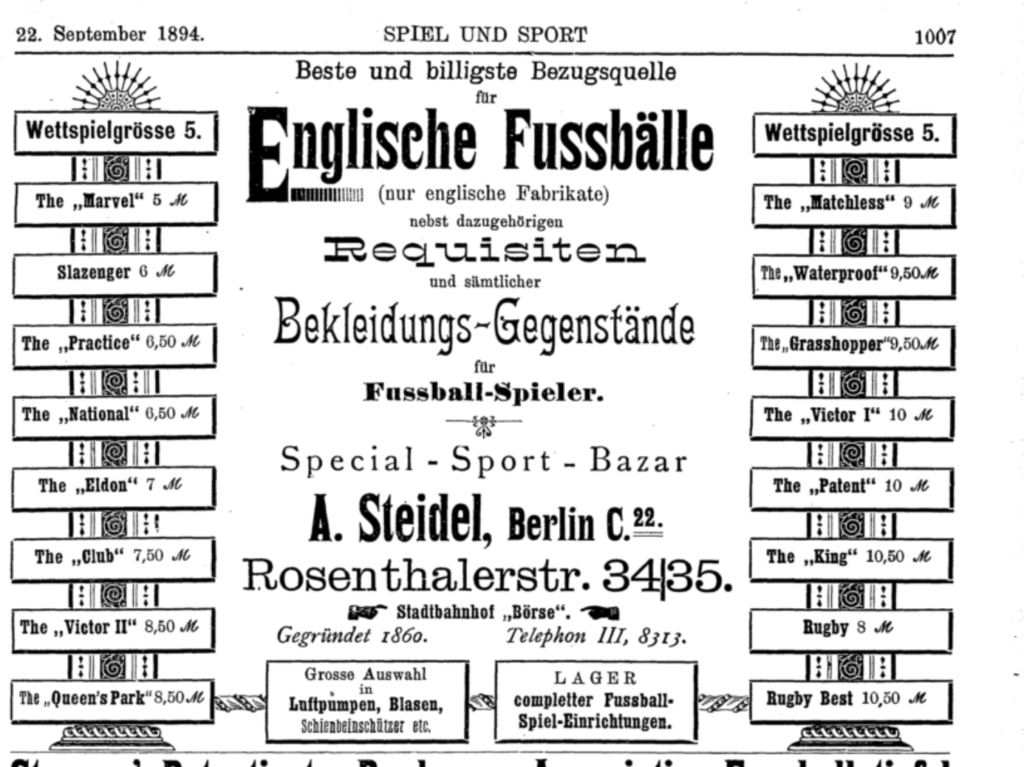 22. September 1894. SPIEL UND SPORT 1007
Beste und billigste Bezugsquelle
für
Englische Fussbälle
(nur englische Fabrikate)
nebst dazugehörigen
Requisiten
und sämtlicher
Bekleidungs-Gegenstände
für
Fussball-Spieler.
Special-Sport-Bazar
A. Steidel, Berlin C.22.
Rosenthalerstr. 34|35.
Stadtbahnhof „Börse“.
Gegründet 1860. Telephon III, 8313.
Grosse Auswahl
in
Luftpumpen, Blasen,
Schienbeinschützer etc.
LAGER
completter Fussball-
Spiel-Einrichtungen.
Wettspielgrösse 5.
The „Marvel“ 5 M
Slazenger 6 M
The „Practice“ 6,50 M
The „National“ 6,50 M
The „Eldon“ 7 M
The „Club“ 7,50 M
The „Victor II“ 8,50 M
The „Queen's Park“ 8,50 M
Wettspielgrösse 5.
The „Matchless“ 9 M
The „Waterproof“ 9,50 M
The „Grasshopper“ 9,50 M
The „Victor I“ 10 M
The „Patent“ 10 M
The „King“ 10,50 M
Rugby 8 M
Rugby Best 10,50 M